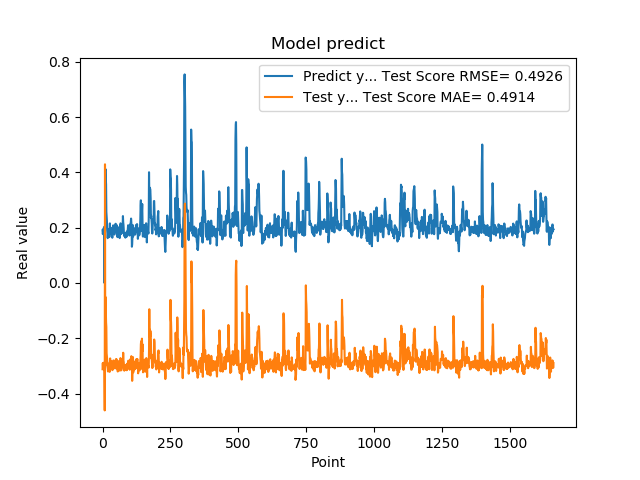 Model predict
Predict y... Test Score RMSE= 0.4926
Test y... Test Score MAE= 0.4914
Real value
0.8
0.6
0.4
0.2
0.0
−0.2
−0.4
0 250 500 750 1000 1250 1500
Point